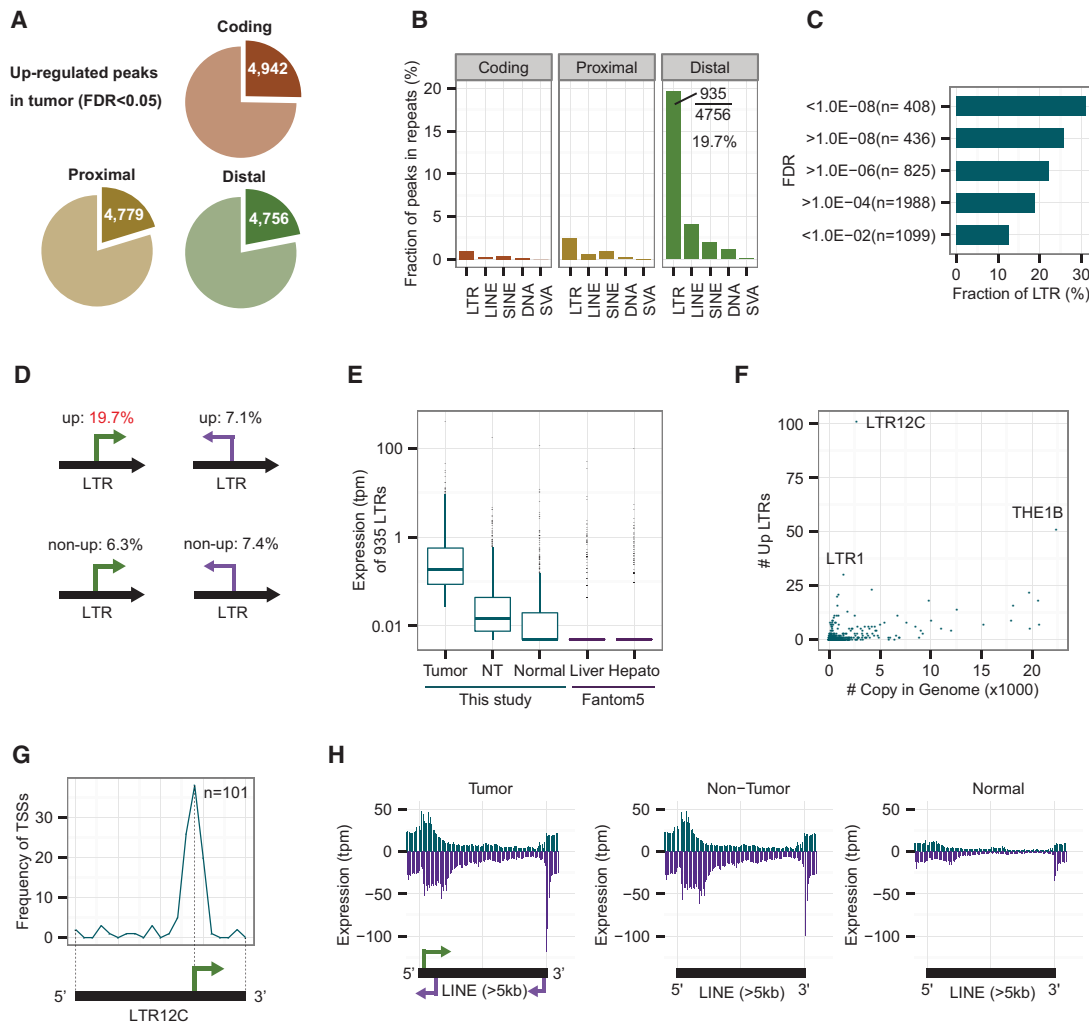 A
Up-regulated peaks
in tumor (FDR<0.05)
Coding
4,942
Proximal
4,779
Distal
4,756
B
Fraction of peaks in repeats (%)
Coding
Proximal
Distal
20
15
10
5
0
935
4756
19.7%
LTR
LINE
SINE
DNA
SVA
LTR
LINE
SINE
DNA
SVA
LTR
LINE
SINE
DNA
SVA
C
FDR
<1.0E−08(n= 408)
>1.0E−08(n= 436)
>1.0E−06(n= 825)
>1.0E−04(n=1988)
<1.0E−02(n=1099)
0 10 20 30
Fraction of LTR (%)
D
up: 19.7%
LTR
up: 7.1%
LTR
non-up: 6.3%
LTR
non-up: 7.4%
LTR
E
Expression (tpm)
of 935 LTRs
100
1
0.01
Tumor NT Normal Liver Hepato
This study Fantom5
F
# Up LTRs
100
75
50
25
0
LTR12C
THE1B
LTR1
0 5 10 15 20
# Copy in Genome (x1000)
G
Frequency of TSSs
30
20
10
0
n=101
5’ 3’
LTR12C
H
Tumor
Expression (tpm)
50
0
−50
−100
5’ 3’
LINE (>5kb)
Non−Tumor
Expression (tpm)
50
0
−50
−100
5’ LINE (>5kb) 3’
Normal
Expression (tpm)
50
0
−50
−100
5’ LINE (>5kb) 3’